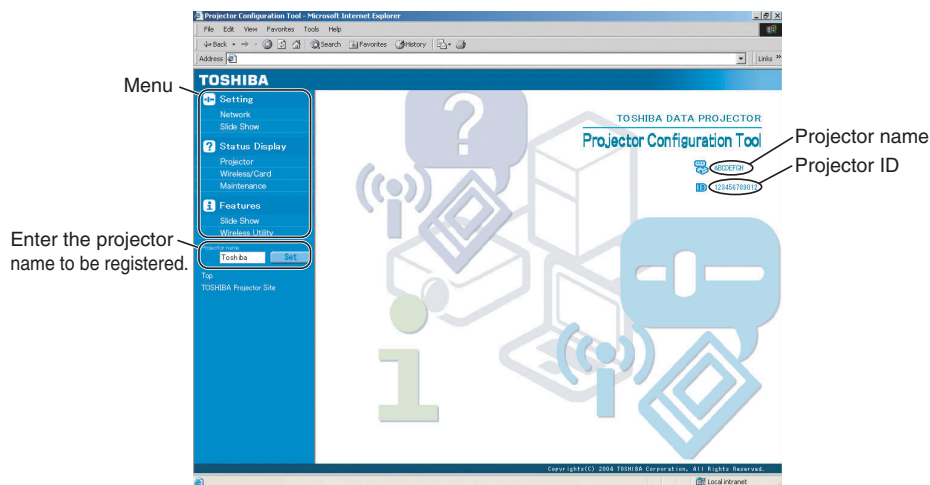 Projector Configuration Tool - Microsoft Internet Explorer
File Edit View Favorites Tools Help
Back Search Favorites History
Address Links »
TOSHIBA
Menu
Setting
Network
Slide Show
? Status Display
Projector
Wireless/Card
Maintenance
i Features
Slide Show
Wireless Utility
Enter the projector
name to be registered.
Projector name
Toshiba Set
Top
TOSHIBA Projector Site
TOSHIBA DATA PROJECTOR
Projector Configuration Tool
ABCDEFGH
Projector name
ID 123456789012
Projector ID
?
i
Copyrights(C) 2004 TOSHIBA Corporation, All Rights Reserved.
Local intranet